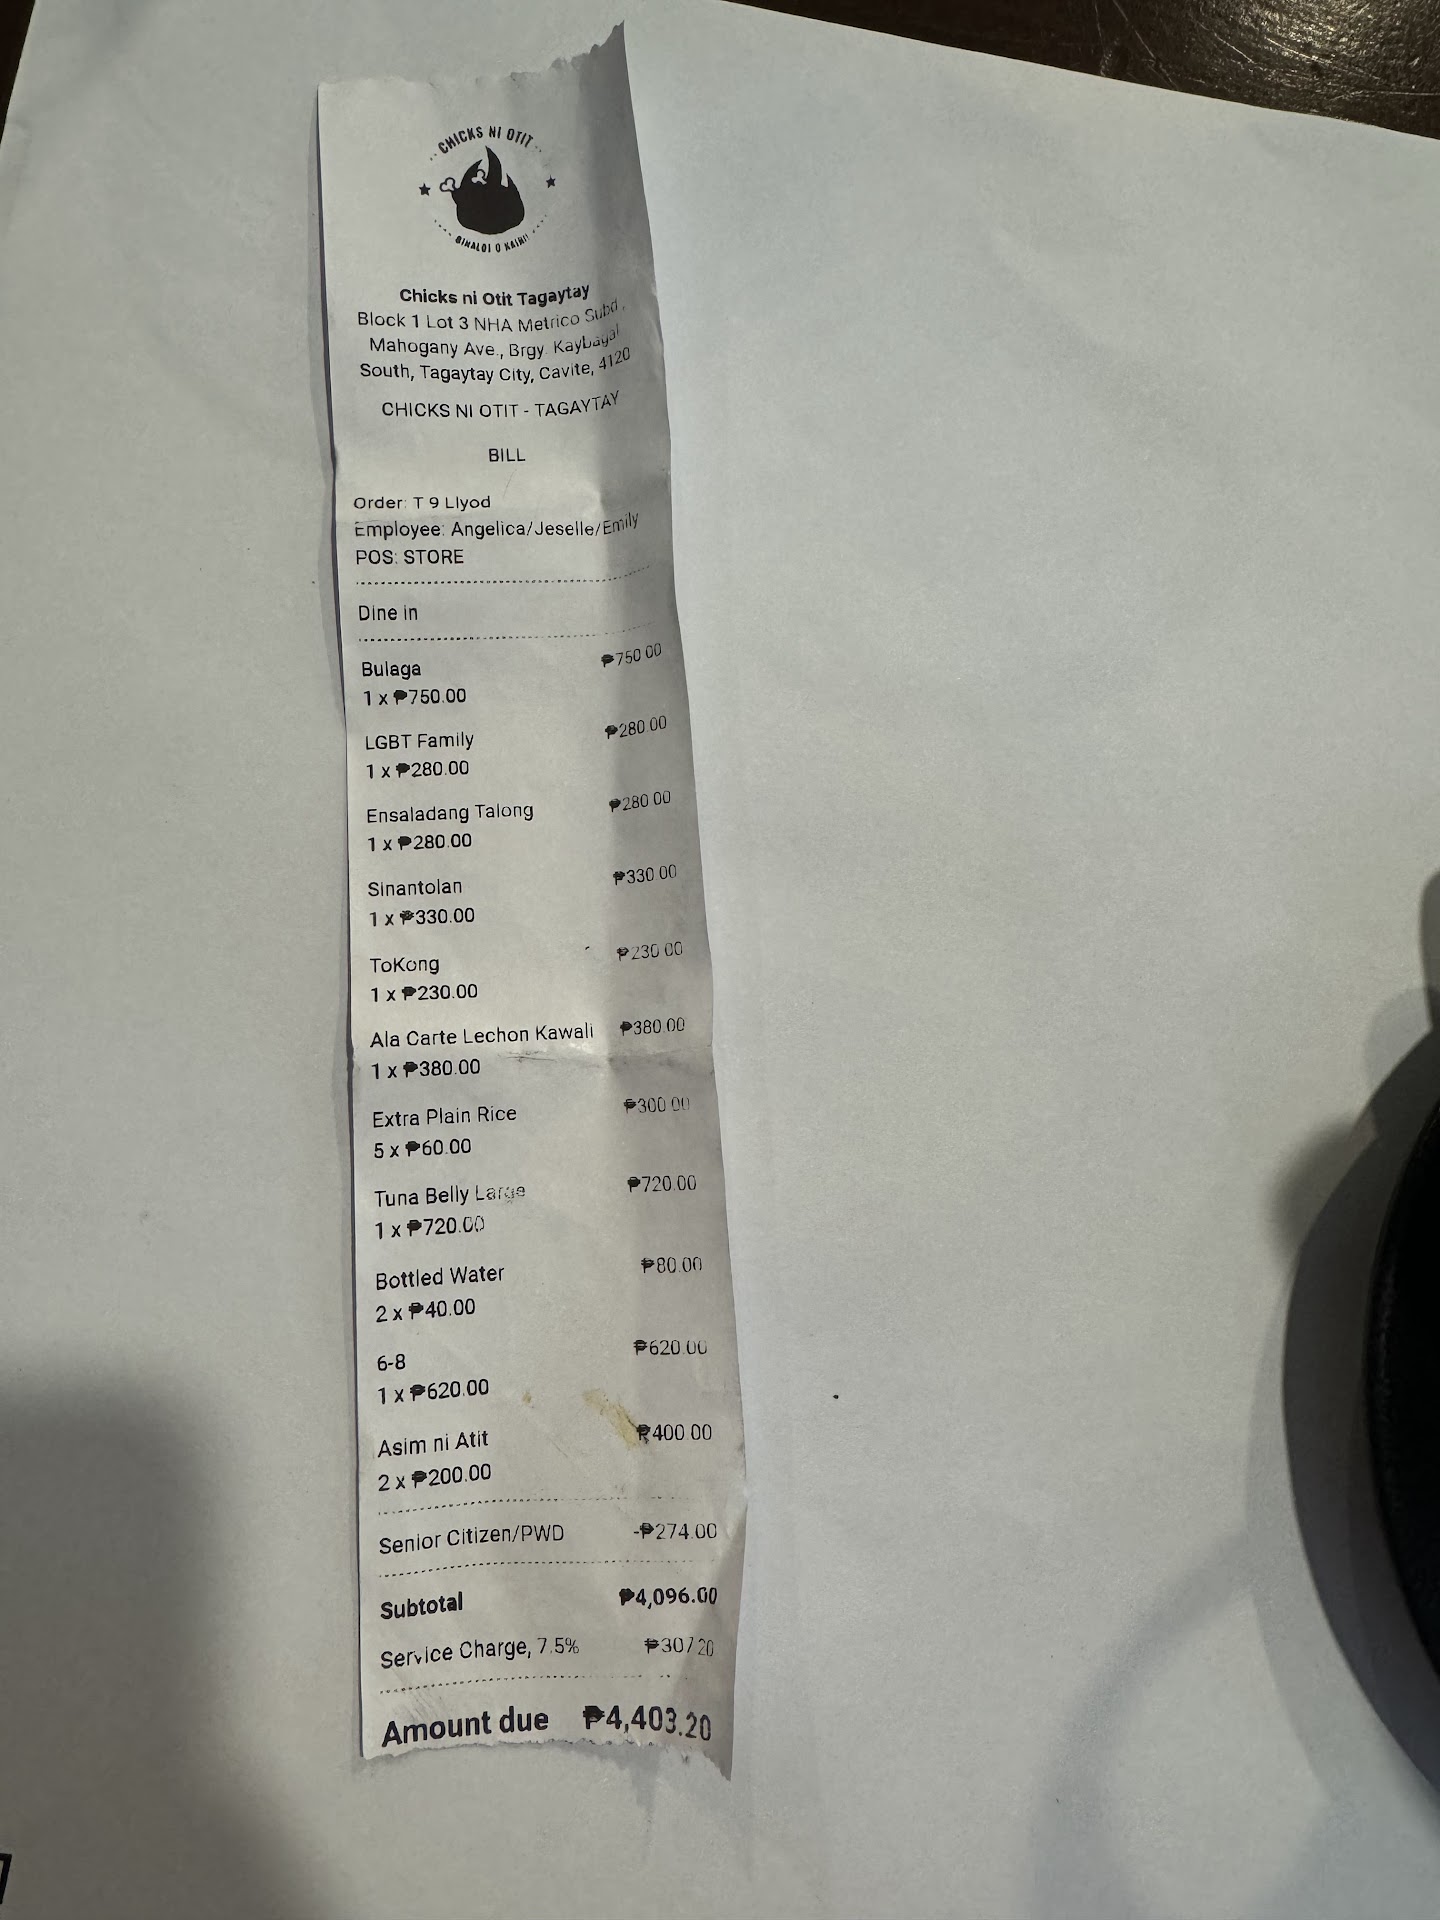 CHICKS NI OTIT
BINALOI O KAIN!!
Chicks ni Otit Tagaytay
Block 1 Lot 3 NHA Metrico Subd.,
Mahogany Ave., Brgy. Kaybagal
South, Tagaytay City, Cavite, 4120
CHICKS NI OTIT - TAGAYTAY
BILL
Order: T 9 Llyod
Employee: Angelica/Jeselle/Emily
POS: STORE
Dine in
Bulaga ₱750.00
1 x ₱750.00
LGBT Family ₱280.00
1 x ₱280.00
Ensaladang Talong ₱280.00
1 x ₱280.00
Sinantolan ₱330.00
1 x ₱330.00
ToKong ₱230.00
1 x ₱230.00
Ala Carte Lechon Kawali ₱380.00
1 x ₱380.00
Extra Plain Rice ₱300.00
5 x ₱60.00
Tuna Belly Large ₱720.00
1 x ₱720.00
Bottled Water ₱80.00
2 x ₱40.00
6-8 ₱620.00
1 x ₱620.00
Asim ni Atit ₱400.00
2 x ₱200.00
Senior Citizen/PWD -₱274.00
Subtotal ₱4,096.00
Service Charge, 7.5% ₱307.20
Amount due ₱4,403.20